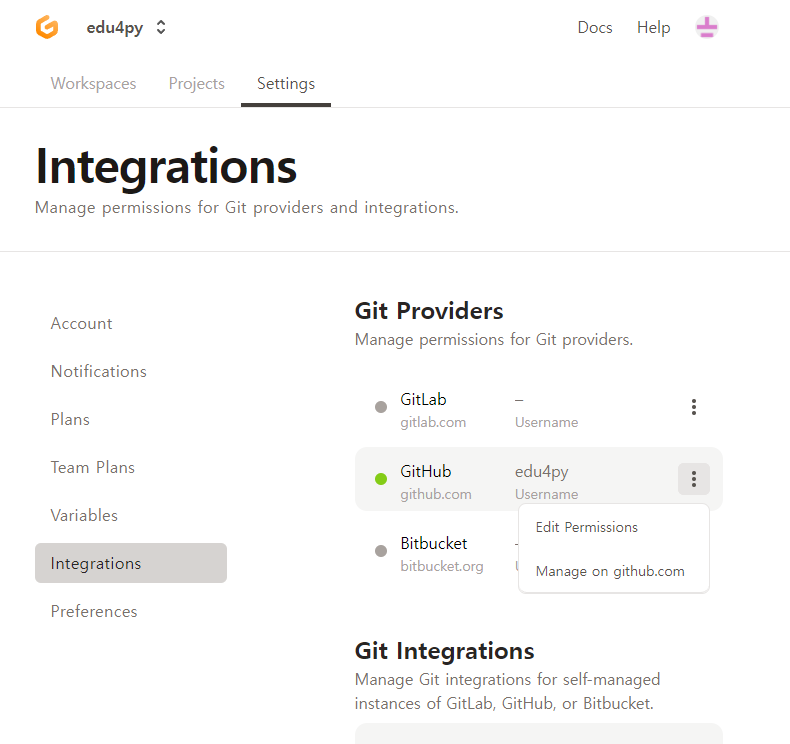 edu4py
Docs
Help
Workspaces
Projects
Settings
Integrations
Manage permissions for Git providers and integrations.
Account
Notifications
Plans
Team Plans
Variables
Integrations
Preferences
Git Providers
Manage permissions for Git providers.
GitLab
–
gitlab.com
Username
GitHub
edu4py
github.com
Username
Edit Permissions
Manage on github.com
Bitbucket
bitbucket.org
Git Integrations
Manage Git integrations for self-managed
instances of GitLab, GitHub, or Bitbucket.